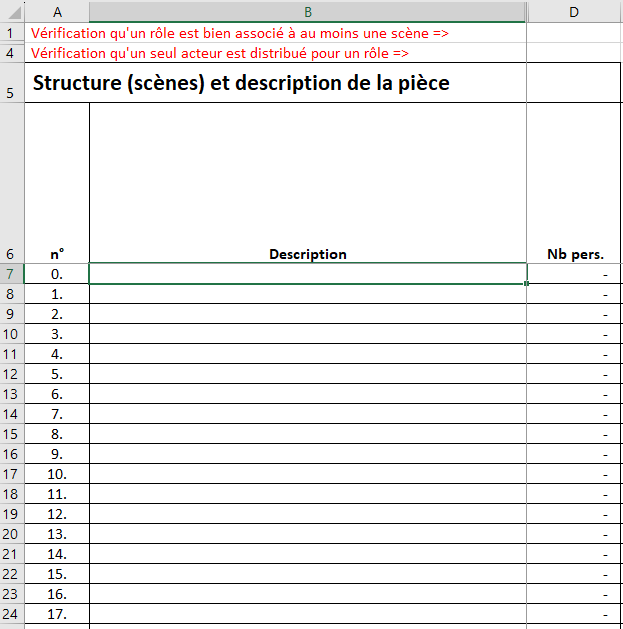 A B D
1 Vérification qu'un rôle est bien associé à au moins une scène =>
4 Vérification qu'un seul acteur est distribué pour un rôle =>
5 Structure (scènes) et description de la pièce
6 n° Description Nb pers.
7 0. -
8 1. -
9 2. -
10 3. -
11 4. -
12 5. -
13 6. -
14 7. -
15 8. -
16 9. -
17 10. -
18 11. -
19 12. -
20 13. -
21 14. -
22 15. -
23 16. -
24 17. -